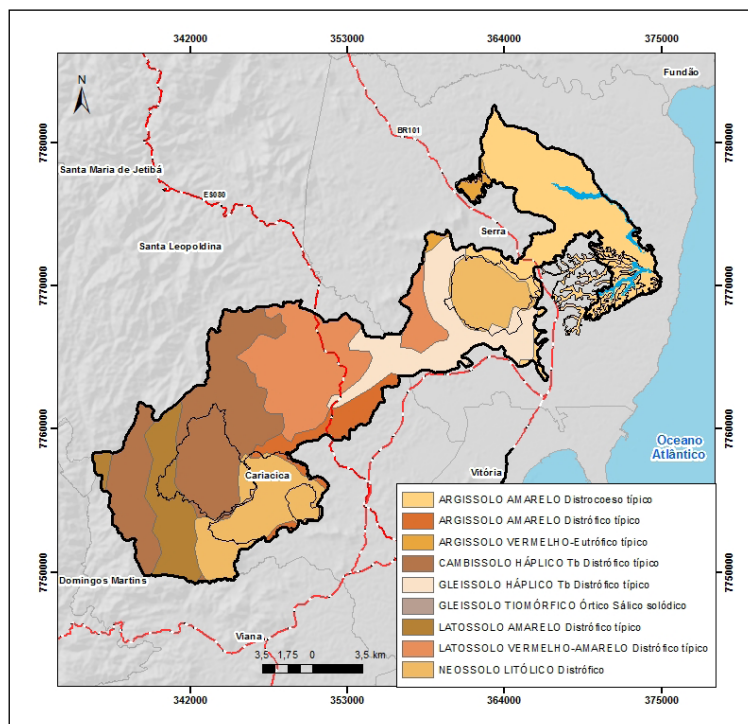 342000 353000 364000 375000
Fundão
N
BR101
7780000 7780000
Santa Maria de Jetibá
ES080
Serra
Santa Leopoldina
7770000 7770000
7760000 7760000
Oceano
Atlântico
Cariacica
Vitória
ARGISSOLO AMARELO Distrocoeso típico
ARGISSOLO AMARELO Distrófico típico
ARGISSOLO VERMELHO-Eutrófico típico
CAMBISSOLO HÁPLICO Tb Distrófico típico
GLEISSOLO HÁPLICO Tb Distrófico típico
GLEISSOLO TIOMÓRFICO Órtico Sálico solódico
LATOSSOLO AMARELO Distrófico típico
LATOSSOLO VERMELHO-AMARELO Distrófico típico
NEOSSOLO LITÓLICO Distrófico
7750000 7750000
Domingos Martins
Viana
3,5 1,75 0 3,5 km
342000 353000 364000 375000